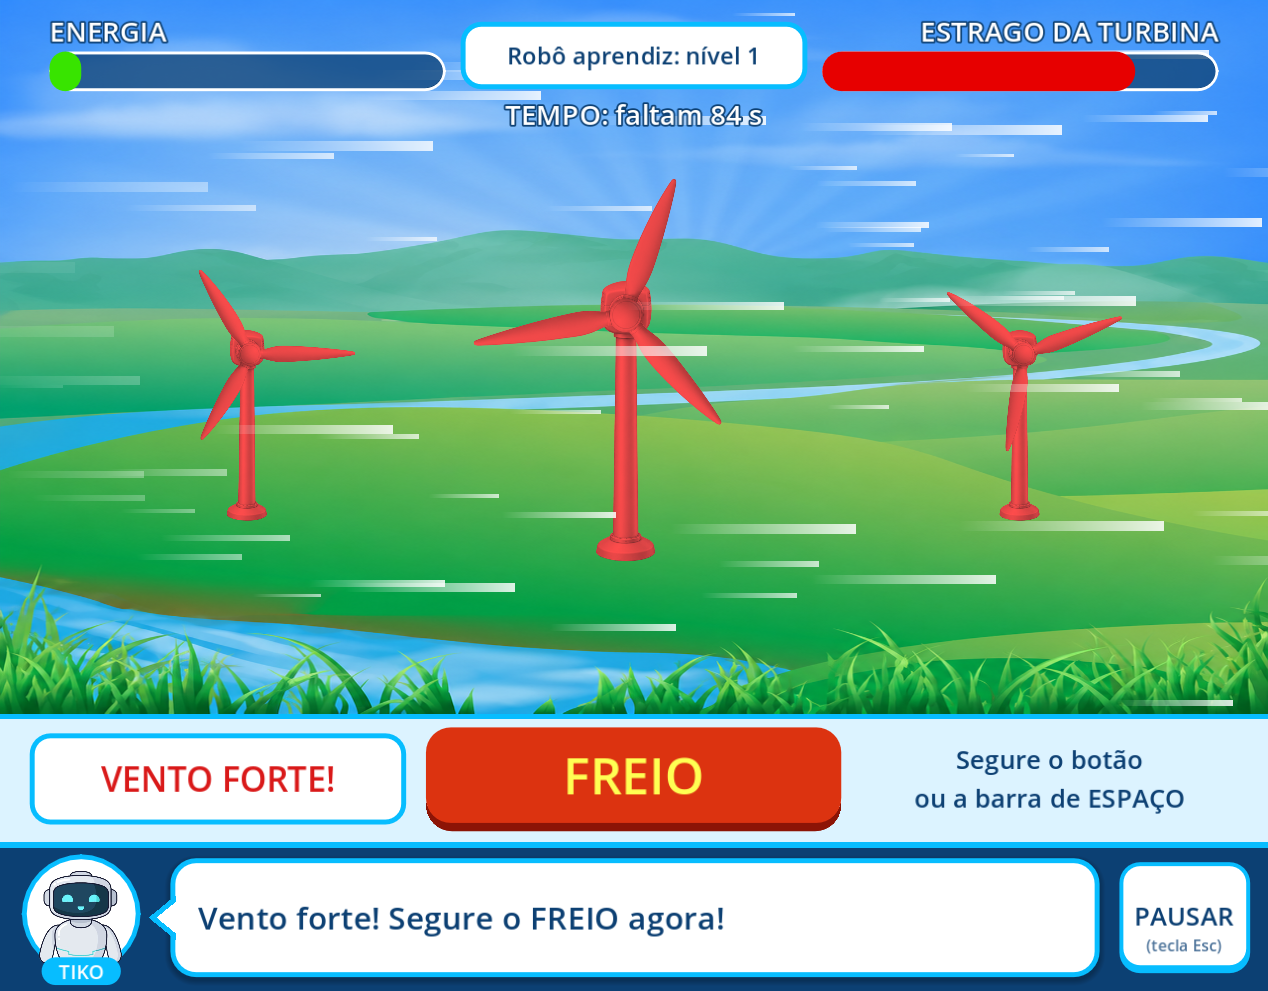 ENERGIA
Robô aprendiz: nível 1
ESTRAGO DA TURBINA
TEMPO: faltam 84 s
VENTO FORTE!
FREIO
Segure o botão
ou a barra de ESPAÇO
Vento forte! Segure o FREIO agora!
PAUSAR
(tecla Esc)
TIKO